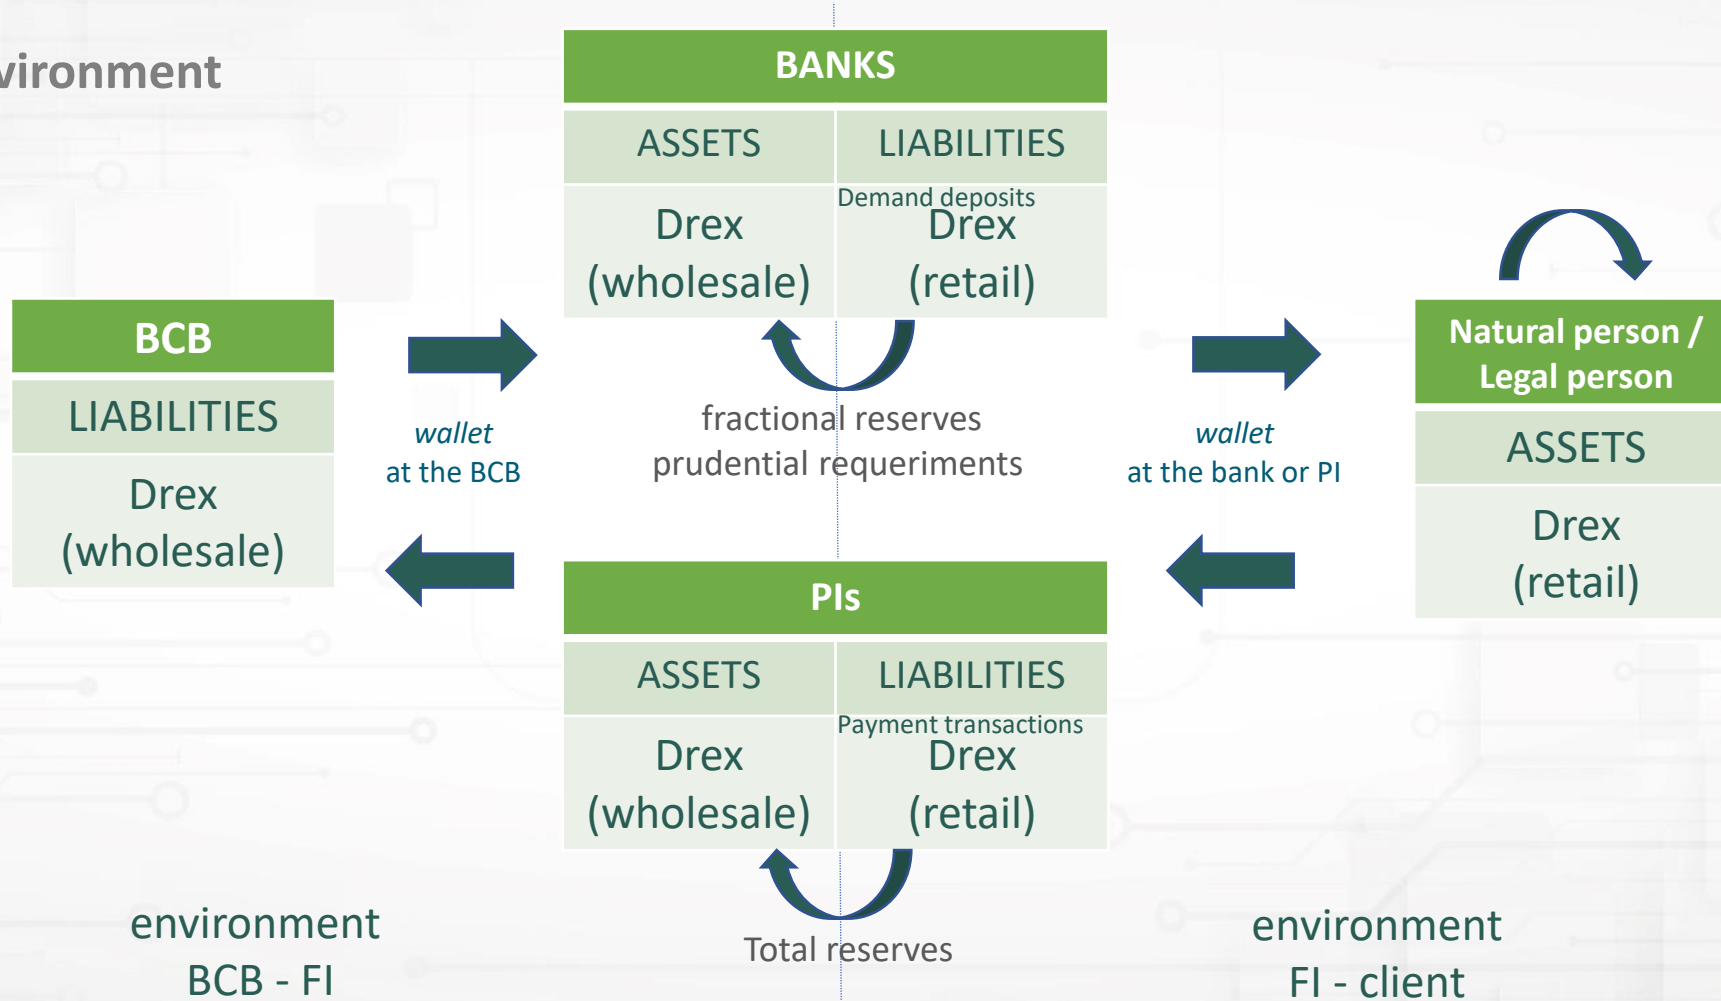 vironment
BANKS
ASSETS LIABILITIES
Demand deposits
Drex
(wholesale)
Drex
(retail)
fractional reserves
prudential requeriments
BCB
LIABILITIES
Drex
(wholesale)
wallet
at the BCB
wallet
at the bank or PI
Natural person /
Legal person
ASSETS
Drex
(retail)
PIs
ASSETS LIABILITIES
Payment transactions
Drex
(wholesale)
Drex
(retail)
Total reserves
environment
BCB - FI
environment
FI - client